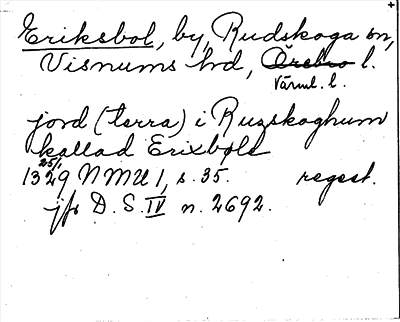 Eriksbol, by, Rudskoga sn,
Visnums hd, Örebro l.
Värml. l.
jord (terra) i Ruzskoghum
kallad Erixbøle
25/1
1329 NMU 1, s. 35. regest.
jfr D. S. IV n. 2692.